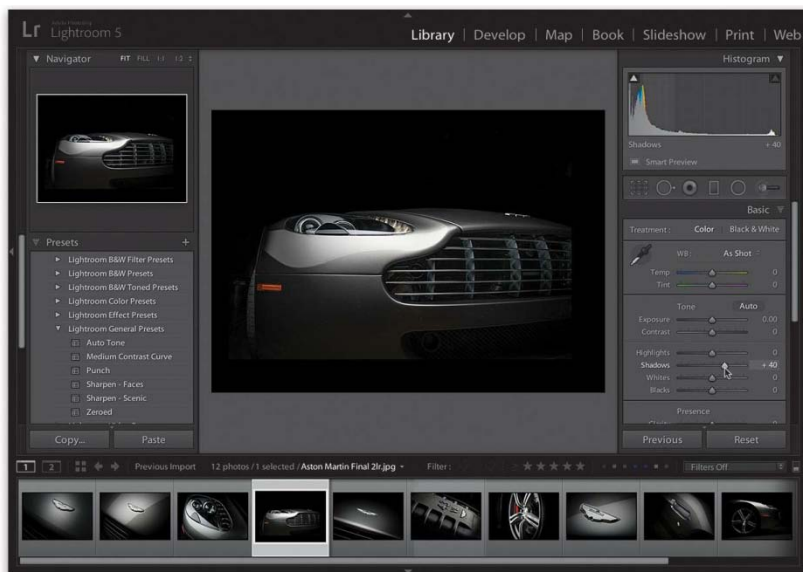 Lr
Lightroom 5
Library | Develop | Map | Book | Slideshow | Print | Web
Navigator FIT FILL 1:1 1:2
Histogram
Shadows + 40
Smart Preview
Basic
Treatment : Color Black & White
WB : As Shot
Temp 0
Tint 0
Tone Auto
Exposure 0.00
Contrast 0
Highlights 0
Shadows + 40
Whites 0
Blacks 0
Presence
Presets +
Lightroom B&W Filter Presets
Lightroom B&W Presets
Lightroom B&W Toned Presets
Lightroom Color Presets
Lightroom Effect Presets
Lightroom General Presets
Auto Tone
Medium Contrast Curve
Punch
Sharpen - Faces
Sharpen - Scenic
Zeroed
Copy... Paste
Previous Reset
1 2 Previous Import 12 photos / 1 selected / Aston Martin Final 2lr.jpg Filter : Filters Off